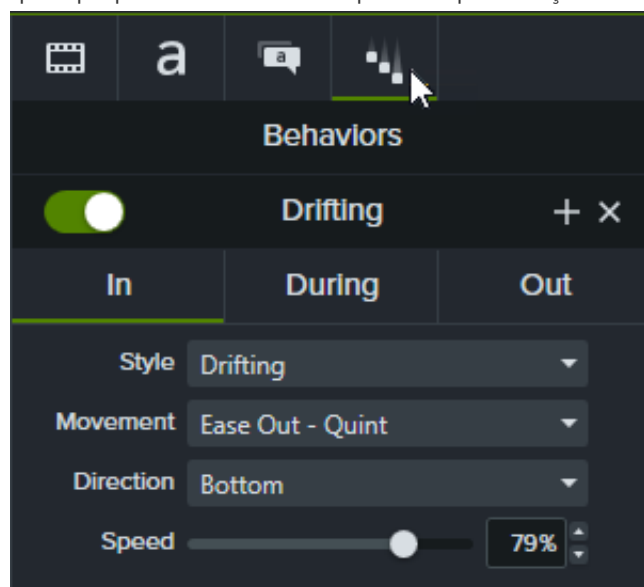 a
a
Behaviors
Drifting
In During Out
Style Drifting
Movement Ease Out - Quint
Direction Bottom
Speed 79%